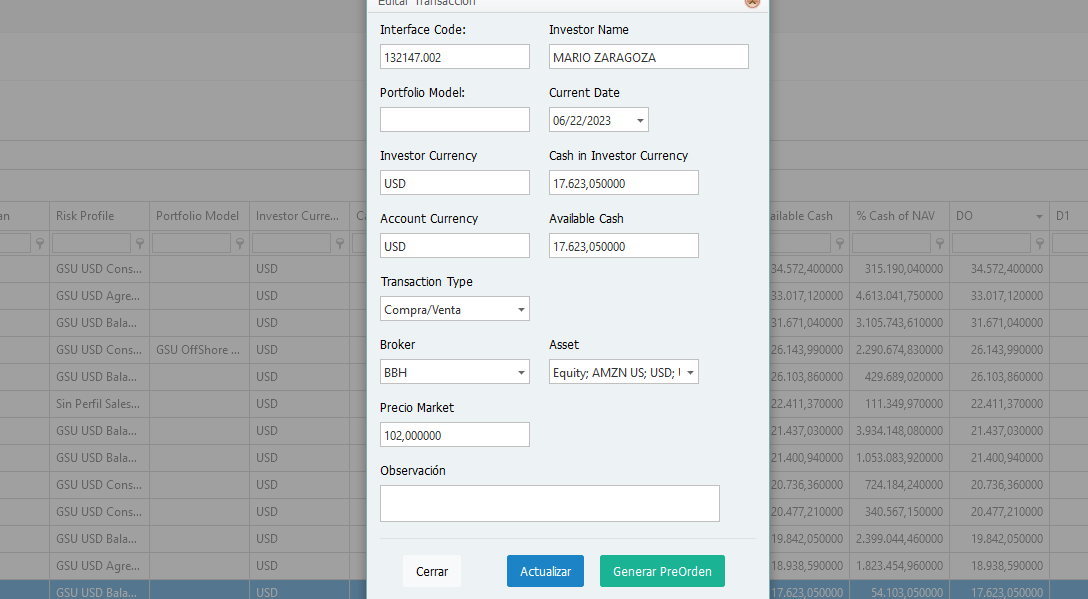 Editar Transacción
Interface Code: Investor Name
132147.002 MARIO ZARAGOZA
Portfolio Model: Current Date
06/22/2023
Investor Currency Cash in Investor Currency
USD 17.623,050000
Account Currency Available Cash
USD 17.623,050000
Transaction Type
Compra/Venta
Broker Asset
BBH Equity; AMZN US; USD;
Precio Market
102,000000
Observación
Cerrar Actualizar Generar PreOrden
Risk Profile Portfolio Model Investor Curre... ailable Cash % Cash of NAV DO D1
GSU USD Cons... USD 34.572,400000 315.190,040000 34.572,400000
GSU USD Agre... USD 33.017,120000 4.613.041,750000 33.017,120000
GSU USD Bala... USD 31.671,040000 3.105.743,610000 31.671,040000
GSU USD Cons... GSU OffShore ... USD 26.143,990000 2.290.674,830000 26.143,990000
GSU USD Bala... USD 26.103,860000 429.689,020000 26.103,860000
Sin Perfil Sales... USD 22.411,370000 111.349,970000 22.411,370000
GSU USD Bala... USD 21.437,030000 3.934.148,080000 21.437,030000
GSU USD Bala... USD 21.400,940000 1.053.083,920000 21.400,940000
GSU USD Cons... USD 20.736,360000 724.184,240000 20.736,360000
GSU USD Cons... USD 20.477,210000 340.567,150000 20.477,210000
GSU USD Bala... USD 19.842,050000 2.399.044,460000 19.842,050000
GSU USD Agre... USD 18.938,590000 1.823.454,960000 18.938,590000
GSU USD Bala... USD 17.623,050000 54.103,050000 17.623,050000